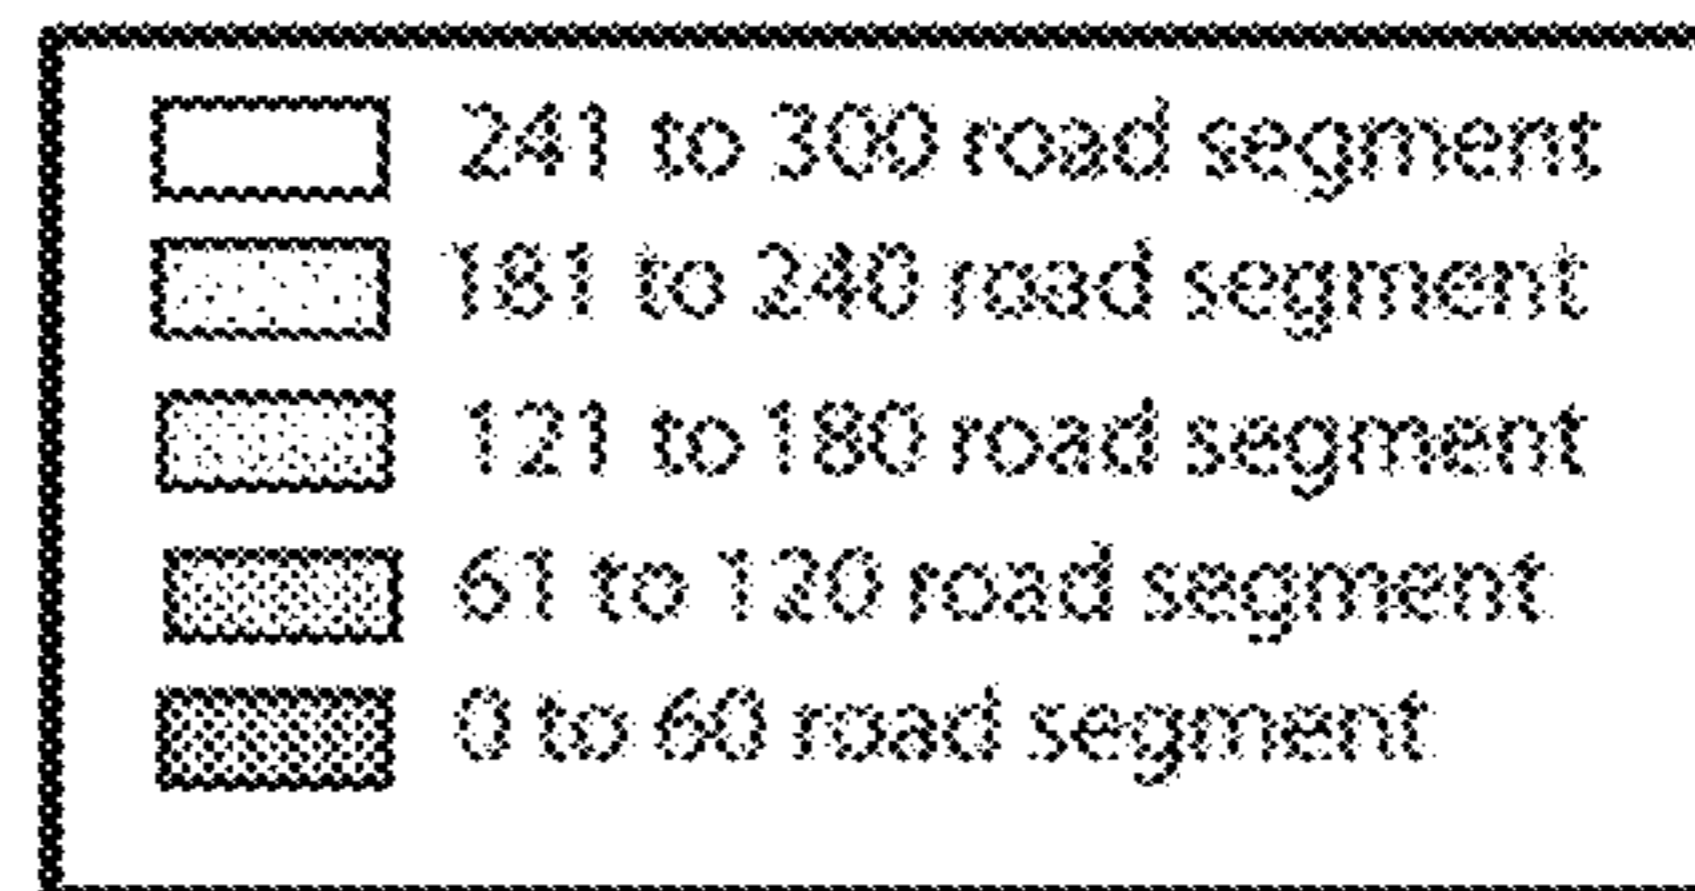 241 to 300 road segment
181 to 240 road segment
121 to 180 road segment
61 to 120 road segment
0 to 60 road segment